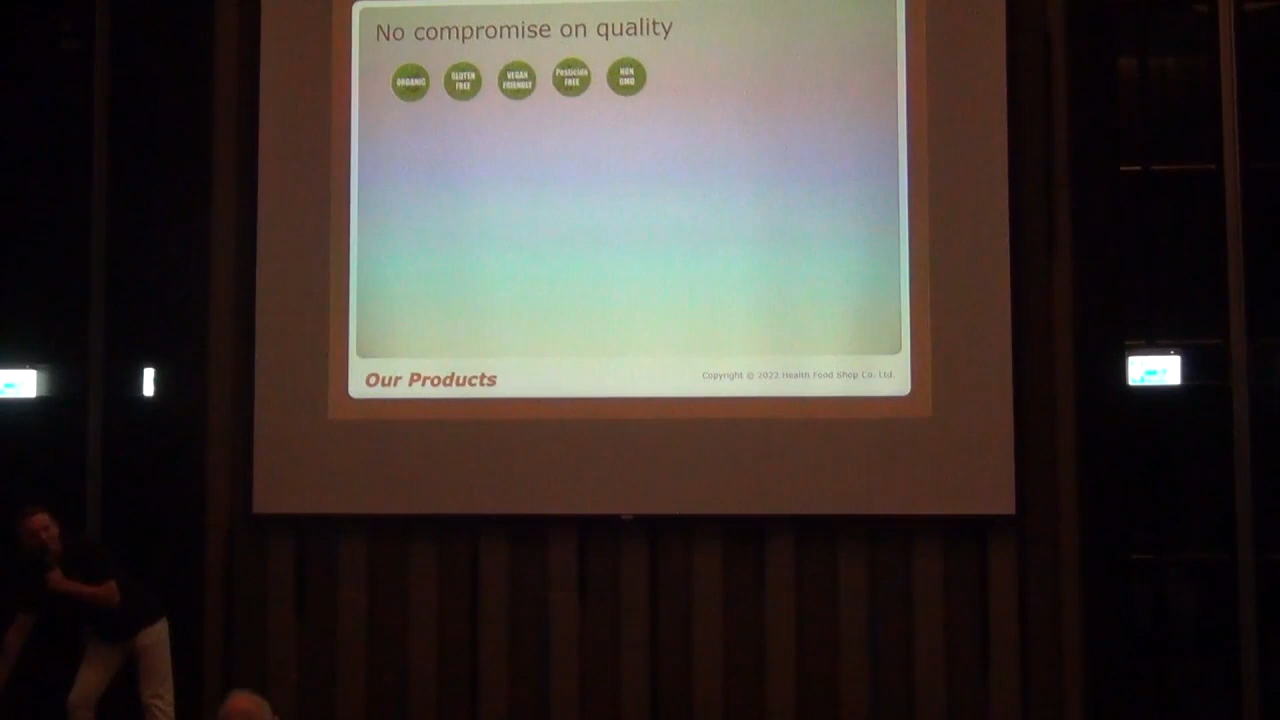 No compromise on quality
ORGANIC
GLUTEN
FREE
VEGAN
FRIENDLY
Pesticide
FREE
NON
GMO
Our Products
Copyright © 2022 Health Food Shop Co. Ltd.